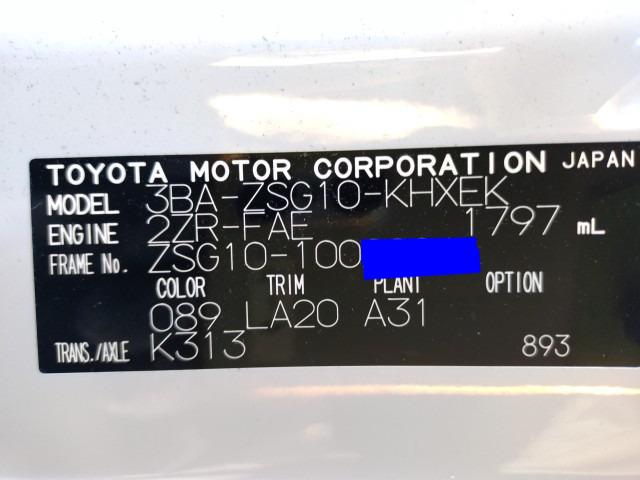 TOYOTA MOTOR CORPORATION JAPAN
MODEL 3BA-ZSG10-KHXEK
ENGINE 2ZR-FAE 1797 mL
FRAME No. ZSG10-100
COLOR TRIM PLANT OPTION
089 LA20 A31
TRANS./AXLE K313 893